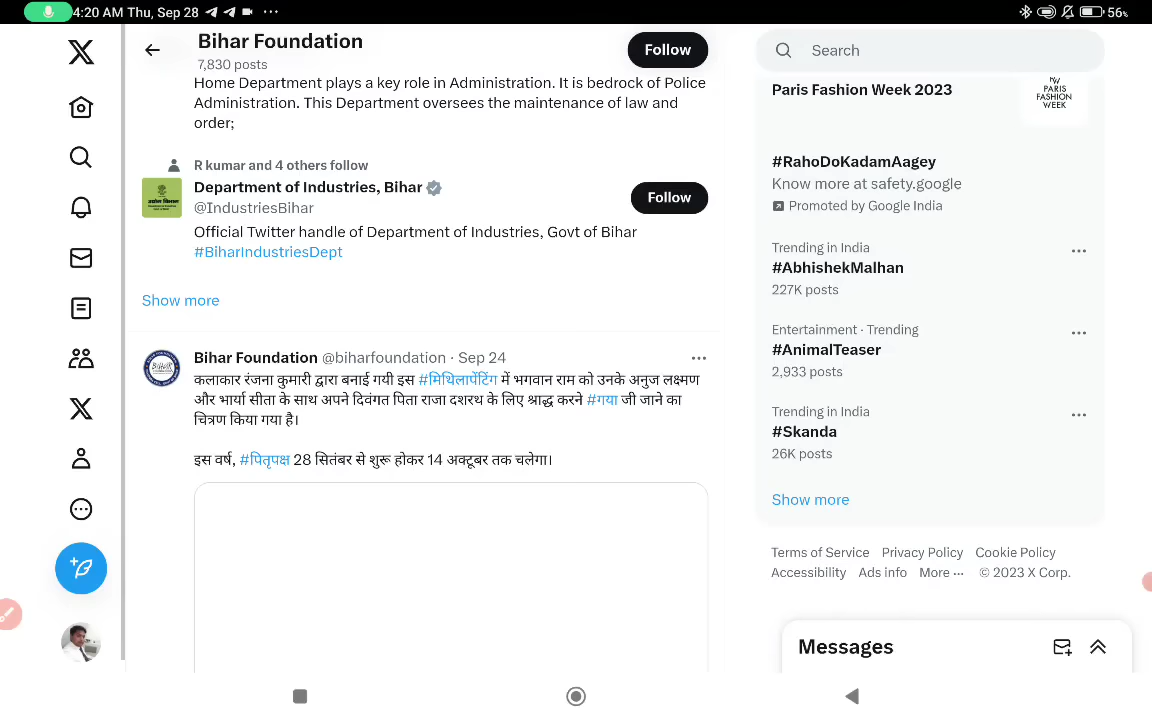 4:20 AM Thu, Sep 28
56%
Bihar Foundation
7,830 posts
Follow
Home Department plays a key role in Administration. It is bedrock of Police
Administration. This Department oversees the maintenance of law and
order;
R kumar and 4 others follow
Department of Industries, Bihar
@IndustriesBihar
Follow
Official Twitter handle of Department of Industries, Govt of Bihar
#BiharIndustriesDept
Show more
Bihar Foundation @biharfoundation · Sep 24
कलाकार रंजना कुमारी द्वारा बनाई गयी इस #मिथिलापेंटिंग में भगवान राम को उनके अनुज लक्ष्मण
और भार्या सीता के साथ अपने दिवंगत पिता राजा दशरथ के लिए श्राद्ध करने #गया जी जाने का
चित्रण किया गया है।
इस वर्ष, #पितृपक्ष 28 सितंबर से शुरू होकर 14 अक्टूबर तक चलेगा।
Search
Paris Fashion Week 2023
PARIS
FASHION
WEEK
#RahoDoKadamAagey
Know more at safety.google
Promoted by Google India
Trending in India
#AbhishekMalhan
227K posts
Entertainment · Trending
#AnimalTeaser
2,933 posts
Trending in India
#Skanda
26K posts
Show more
Terms of Service Privacy Policy Cookie Policy
Accessibility Ads info More ··· © 2023 X Corp.
Messages